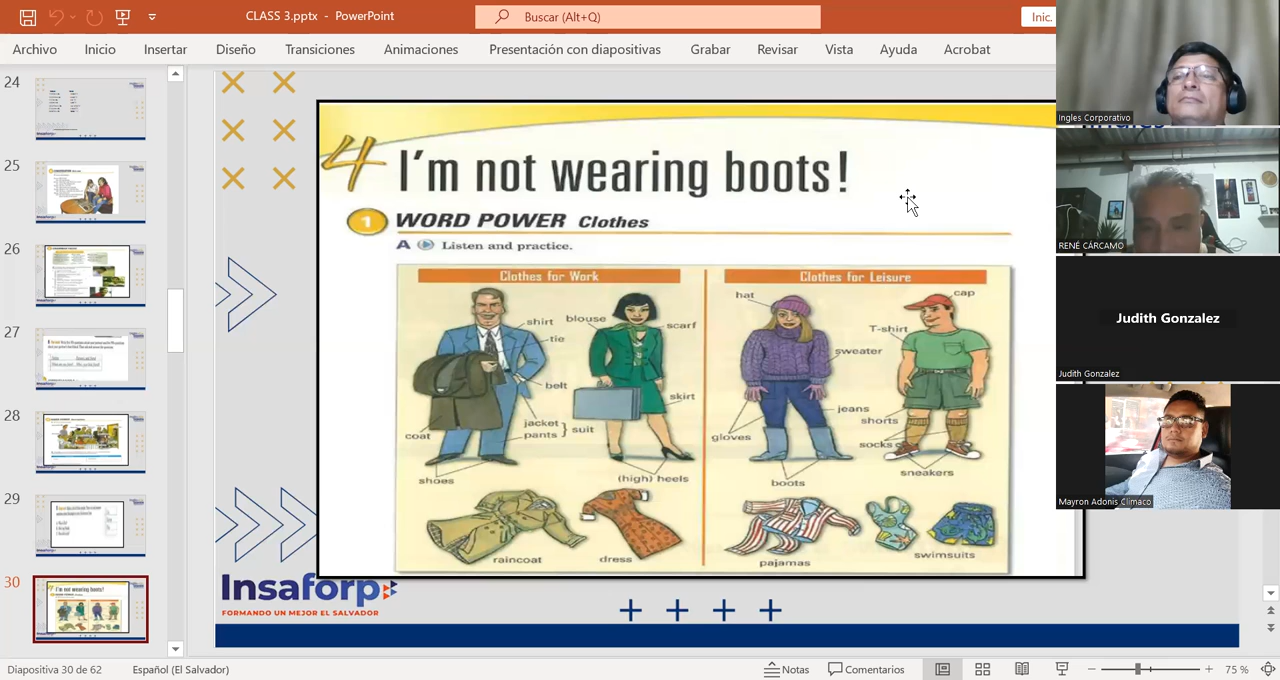 CLASS 3.pptx - PowerPoint
Buscar (Alt+Q)
Inic.
Archivo Inicio Insertar Diseño Transiciones Animaciones Presentación con diapositivas Grabar Revisar Vista Ayuda Acrobat
24
25
26
27
28
29
30
4 I'm not wearing boots!
1 WORD POWER Clothes
A Listen and practice.
Clothes for Work
shirt
blouse
scarf
tie
belt
skirt
coat
jacket
pants
suit
shoes
(high) heels
raincoat
dress
Clothes for Leisure
hat
cap
T-shirt
sweater
jeans
shorts
gloves
socks
sneakers
boots
pajamas
swimsuits
Insaforp
FORMANDO UN MEJOR EL SALVADOR
Ingles Corporativo
RENÉ CÁRCAMO
Judith Gonzalez
Judith Gonzalez
Mayron Adonis Climaco
Diapositiva 30 de 62
Español (El Salvador)
Notas
Comentarios
75 %